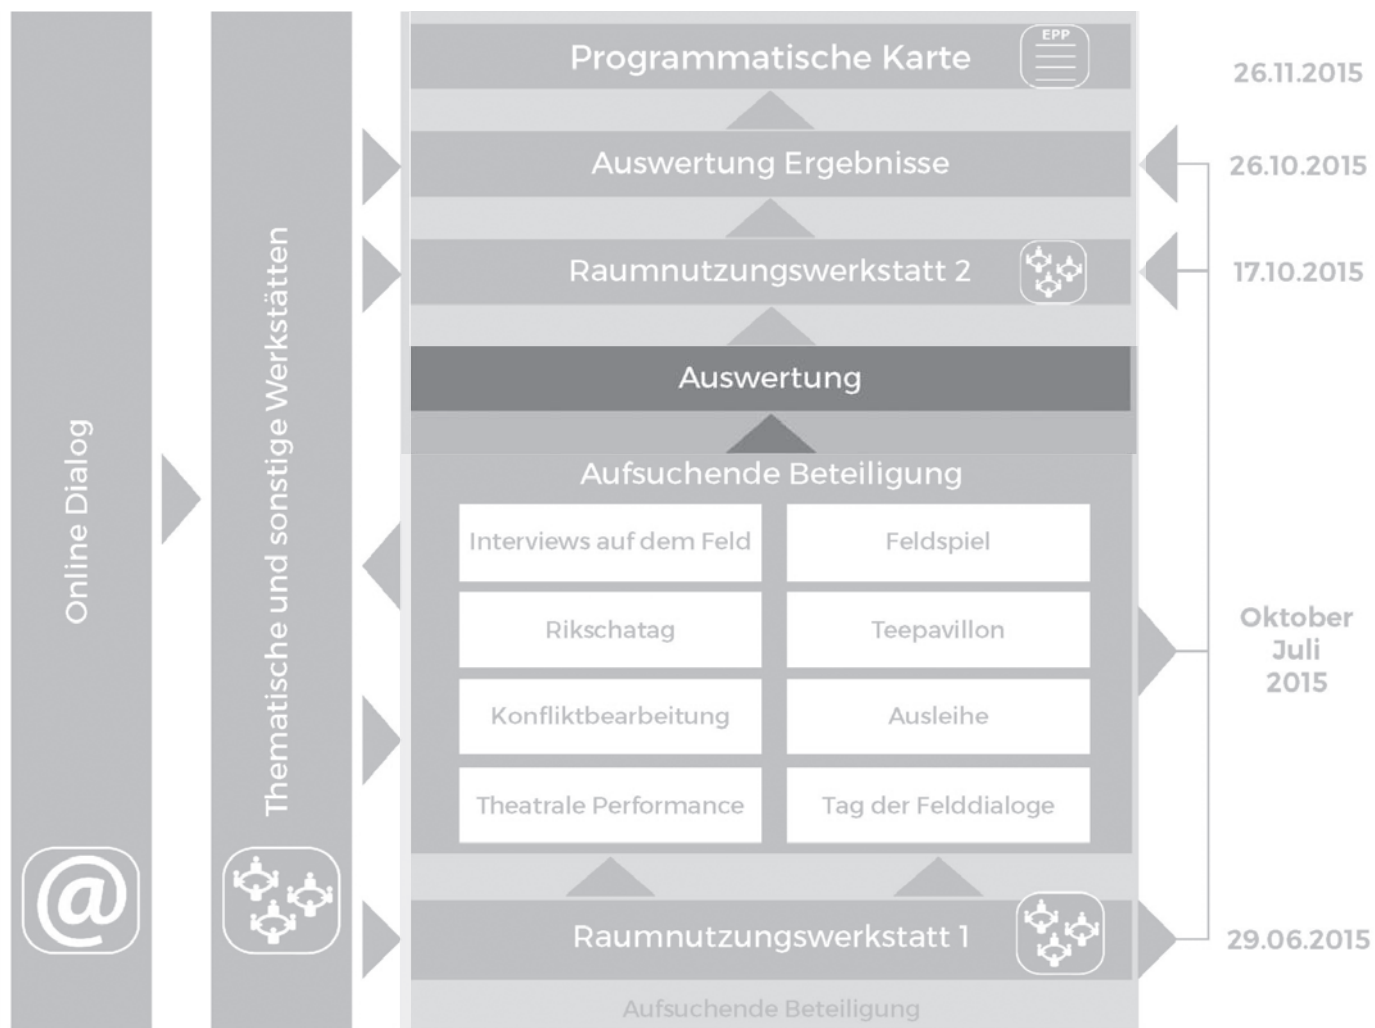 Programmatische Karte
EPP
26.11.2015
Auswertung Ergebnisse
26.10.2015
Raumnutzungswerkstatt 2
17.10.2015
Auswertung
Aufsuchende Beteiligung
Interviews auf dem Feld
Feldspiel
Rikschatag
Teepavillon
Konfliktbearbeitung
Ausleihe
Theatrale Performance
Tag der Felddialoge
Oktober
Juli
2015
Raumnutzungswerkstatt 1
29.06.2015
Aufsuchende Beteiligung
Online Dialog
@
Thematische und sonstige Werkstätten